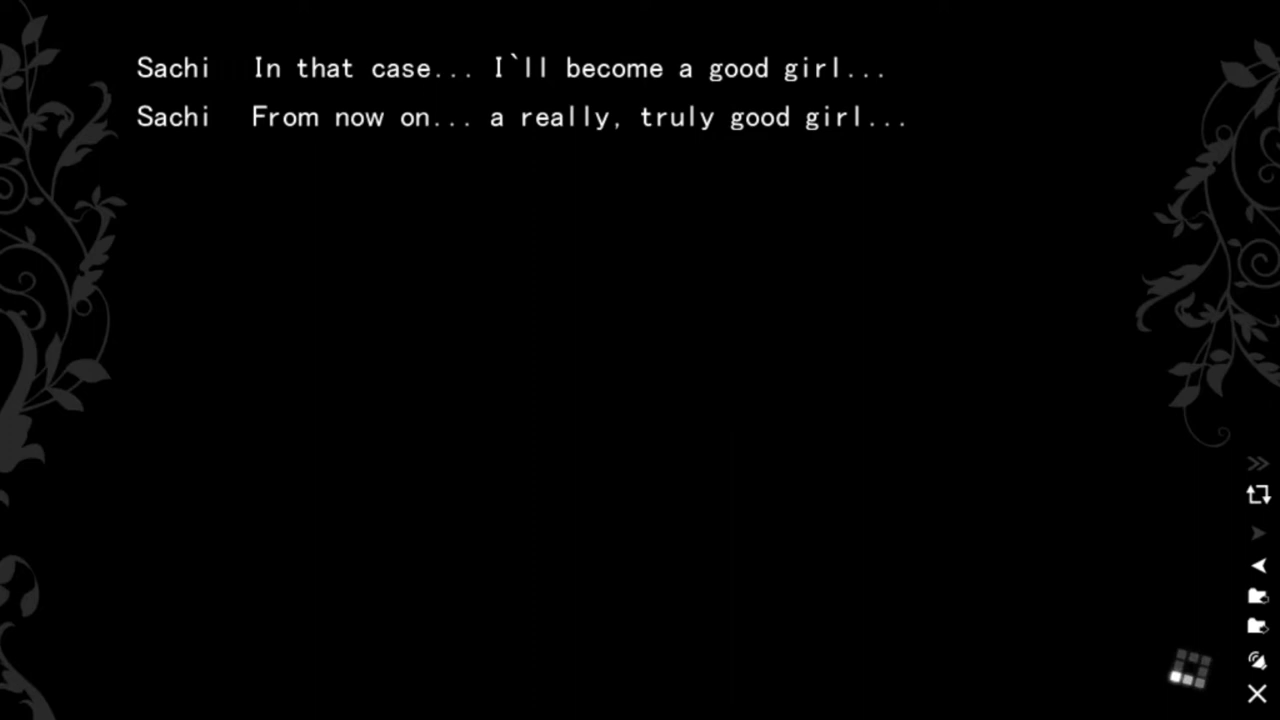 Sachi In that case... I`ll become a good girl...
Sachi From now on... a really, truly good girl...